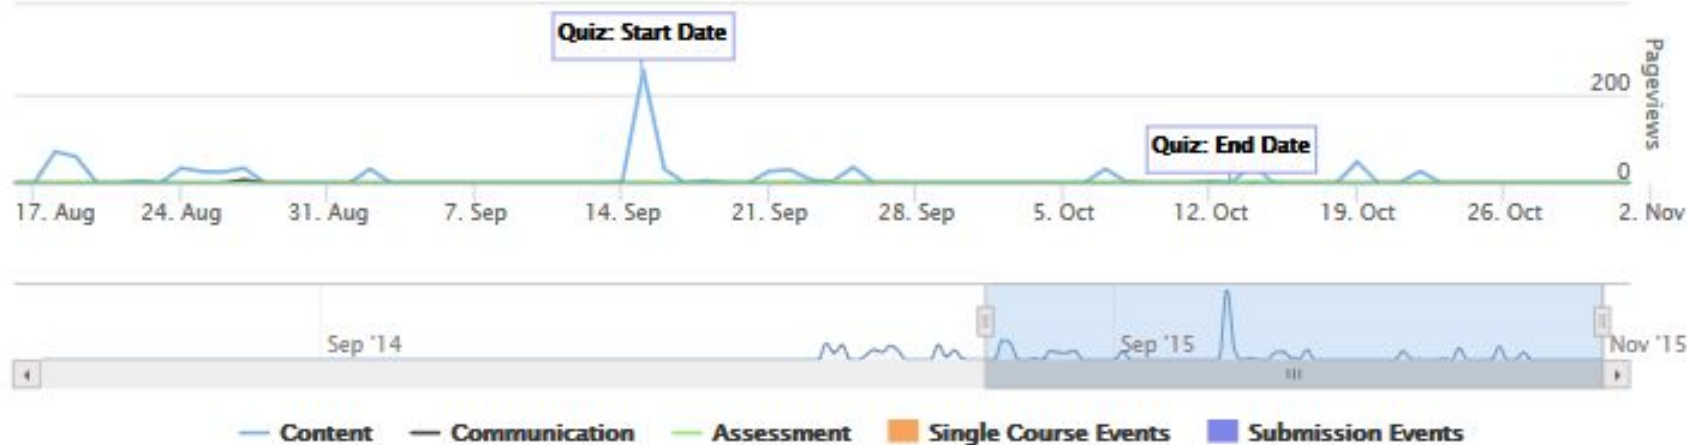 Quiz: Start Date
200
Pageviews
Quiz: End Date
0
17. Aug 24. Aug 31. Aug 7. Sep 14. Sep 21. Sep 28. Sep 5. Oct 12. Oct 19. Oct 26. Oct 2. Nov
Sep '14 Sep '15 Nov '15
Content Communication Assessment Single Course Events Submission Events